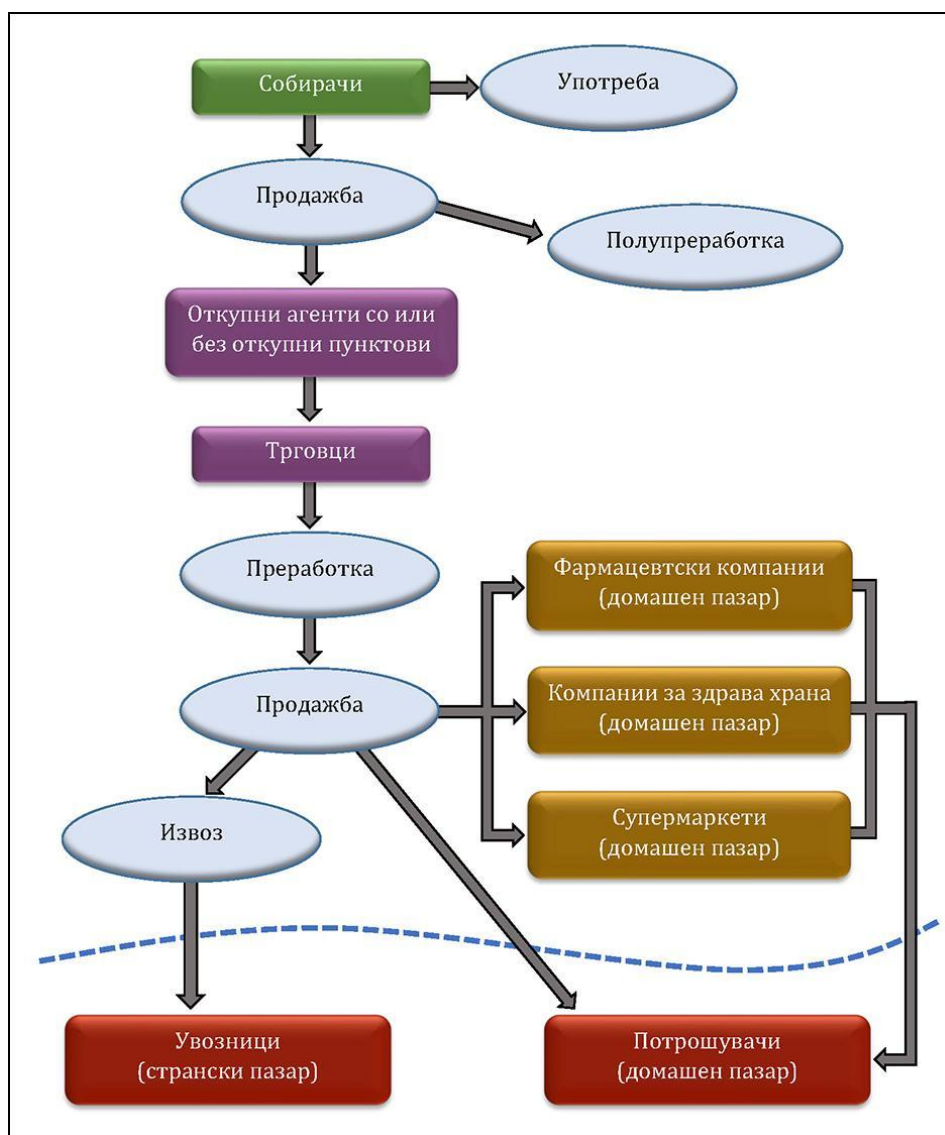 Собирачи
Употреба
Продажба
Полупреработка
Откупни агенти со или
без откупни пунктови
Трговци
Преработка
Фармацевтски компании
(домашен пазар)
Продажба
Компании за здрава храна
(домашен пазар)
Извоз
Супермаркети
(домашен пазар)
Увозници
(странски пазар)
Потрошувачи
(домашен пазар)